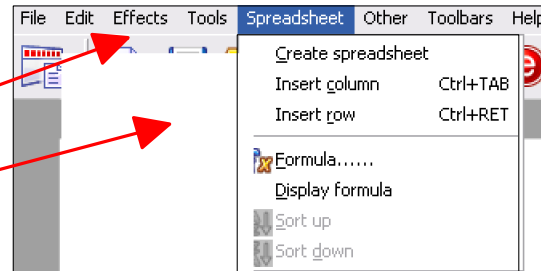 File Edit Effects Tools Spreadsheet Other Toolbars Help
Create spreadsheet
Insert column Ctrl+TAB
Insert row Ctrl+RET
Formula......
Display formula
Sort up
Sort down